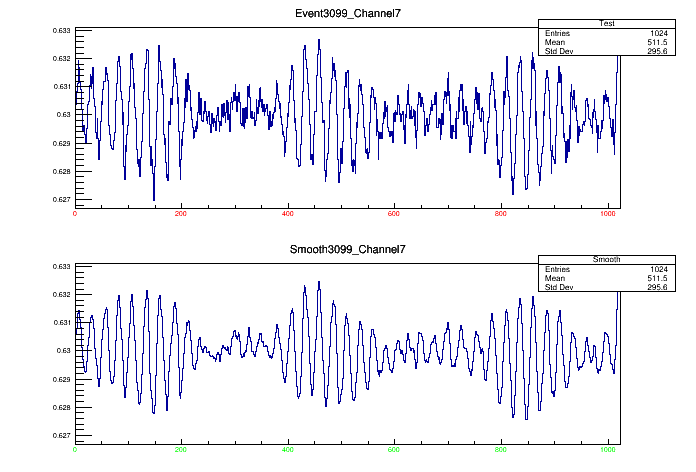 Event3099_Channel7
Test
Entries 1024
Mean 511.5
Std Dev 295.6
0.633
0.632
0.631
0.63
0.629
0.628
0.627
0 200 400 600 800 1000
Smooth3099_Channel7
Smooth
Entries 1024
Mean 511.5
Std Dev 295.6
0.633
0.632
0.631
0.63
0.629
0.628
0.627
0 200 400 600 800 1000